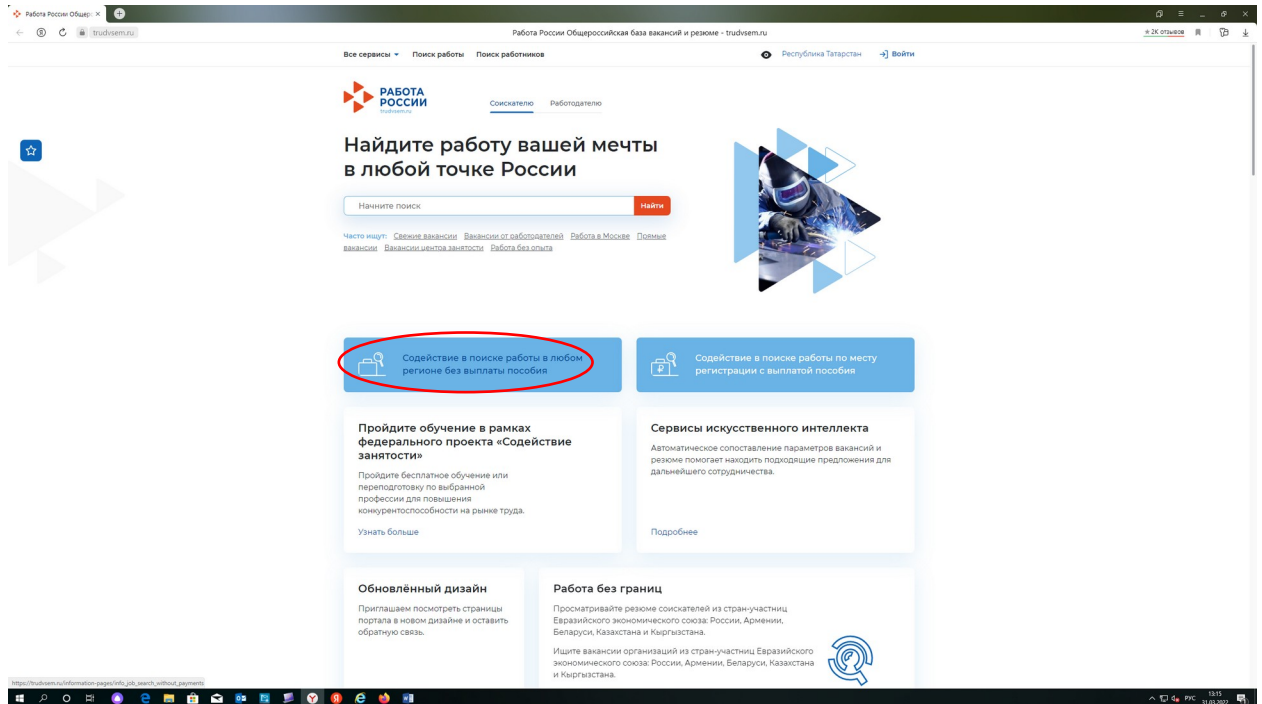 Работа России Общер
trudvsem.ru
Работа России Общероссийская база вакансий и резюме - trudvsem.ru
★ 2K отзывов
Все сервисы Поиск работы Поиск работников
Республика Татарстан
Войти
РАБОТА
РОССИИ
trudvsem.ru
Соискателю Работодателю
Найдите работу вашей мечты
в любой точке России
Начните поиск
Найти
Часто ищут: Свежие вакансии Вакансии от работодателей Работа в Москве Прямые
вакансии Вакансии центра занятости Работа без опыта
Содействие в поиске работы в любом
регионе без выплаты пособия
Содействие в поиске работы по месту
регистрации с выплатой пособия
Пройдите обучение в рамках
федерального проекта «Содействие
занятости»
Пройдите бесплатное обучение или
переподготовку по выбранной
профессии для повышения
конкурентоспособности на рынке труда.
Узнать больше
Сервисы искусственного интеллекта
Автоматическое сопоставление параметров вакансий и
резюме помогает находить подходящие предложения для
дальнейшего сотрудничества.
Подробнее
Обновлённый дизайн
Приглашаем посмотреть страницы
портала в новом дизайне и оставить
обратную связь.
Работа без границ
Просматривайте резюме соискателей из стран-участниц
Евразийского экономического союза: России, Армении,
Беларуси, Казахстана и Кыргызстана.
Ищите вакансии организаций из стран-участниц Евразийского
экономического союза: России, Армении, Беларуси, Казахстана
и Кыргызстана.
https://trudvsem.ru/information-pages/info_job_search_without_payments
РУС
13:15
31.03.2022